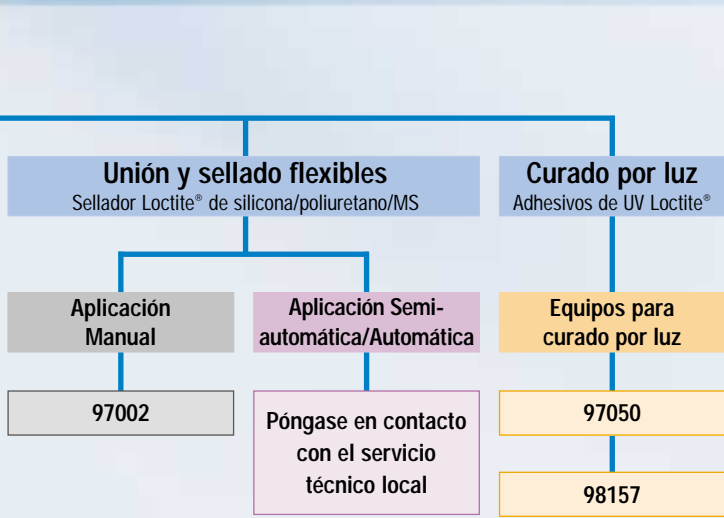 Unión y sellado flexibles
Sellador Loctite® de silicona/poliuretano/MS
Curado por luz
Adhesivos de UV Loctite®
Aplicación
Manual
Aplicación Semi-
automática/Automática
Equipos para
curado por luz
97002
Póngase en contacto
con el servicio
técnico local
97050
98157